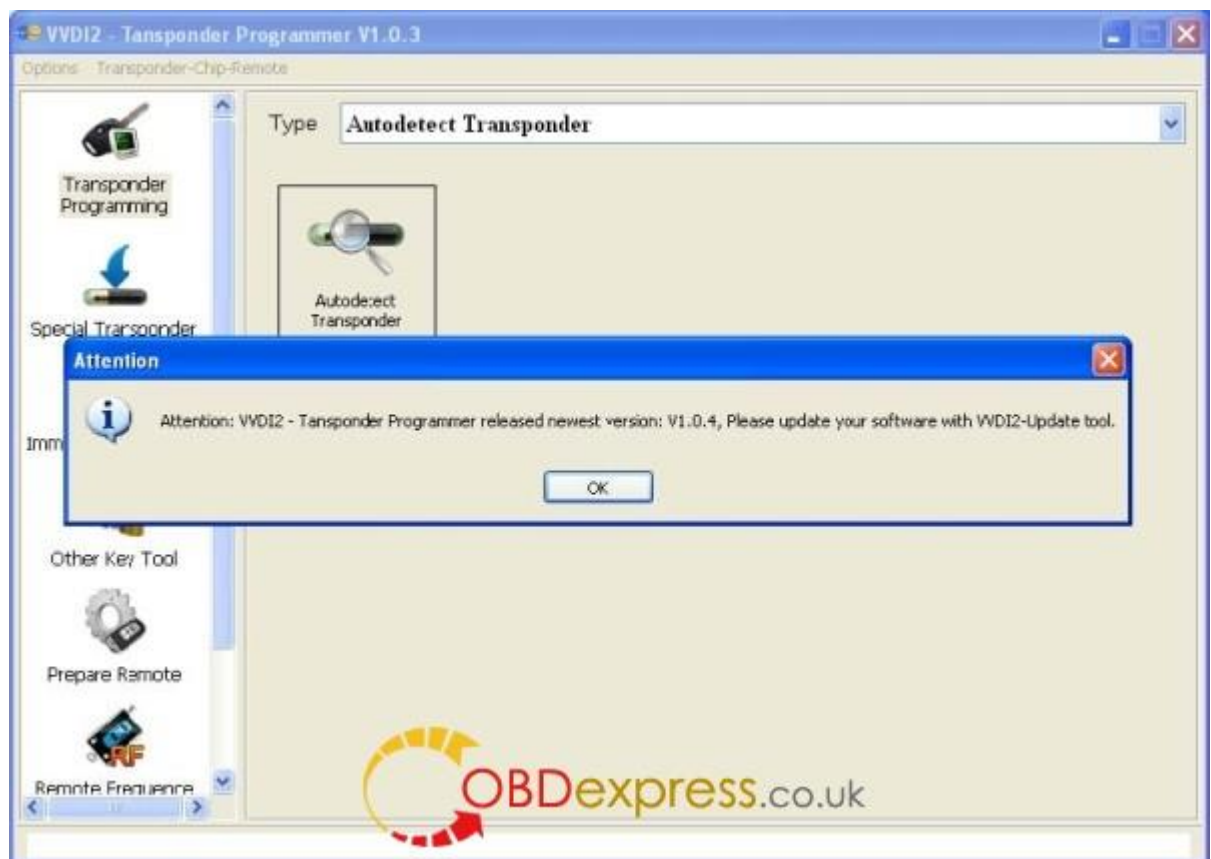 VVDI2 - Tansponder Programmer V1.0.3
Options Transponder-Chip-Remote
Type Autodetect Transponder
Transponder
Programming
Autodetect
Transponder
Special Transponder
Attention
Attention: VVDI2 - Tansponder Programmer released newest version: V1.0.4, Please update your software with VVDI2-Update tool.
Imm
OK
Other Key Tool
Prepare Remote
RF
Remote Frequence
OBDexpress.co.uk